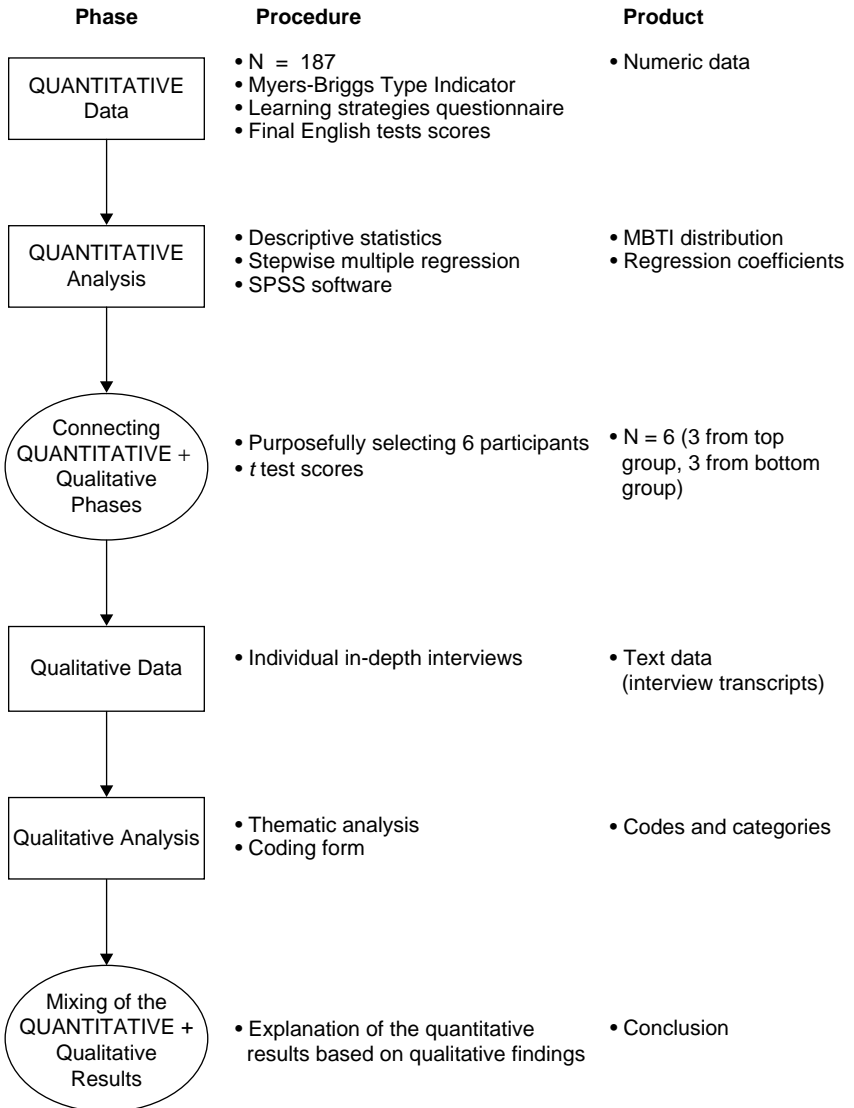 Phase Procedure Product
QUANTITATIVE
Data
• N = 187
• Myers-Briggs Type Indicator
• Learning strategies questionnaire
• Final English tests scores
• Numeric data
QUANTITATIVE
Analysis
• Descriptive statistics
• Stepwise multiple regression
• SPSS software
• MBTI distribution
• Regression coefficients
Connecting
QUANTITATIVE +
Qualitative
Phases
• Purposefully selecting 6 participants
• t test scores
• N = 6 (3 from top
group, 3 from bottom
group)
Qualitative Data
• Individual in-depth interviews
• Text data
(interview transcripts)
Qualitative Analysis
• Thematic analysis
• Coding form
• Codes and categories
Mixing of the
QUANTITATIVE +
Qualitative
Results
• Explanation of the quantitative
results based on qualitative findings
• Conclusion